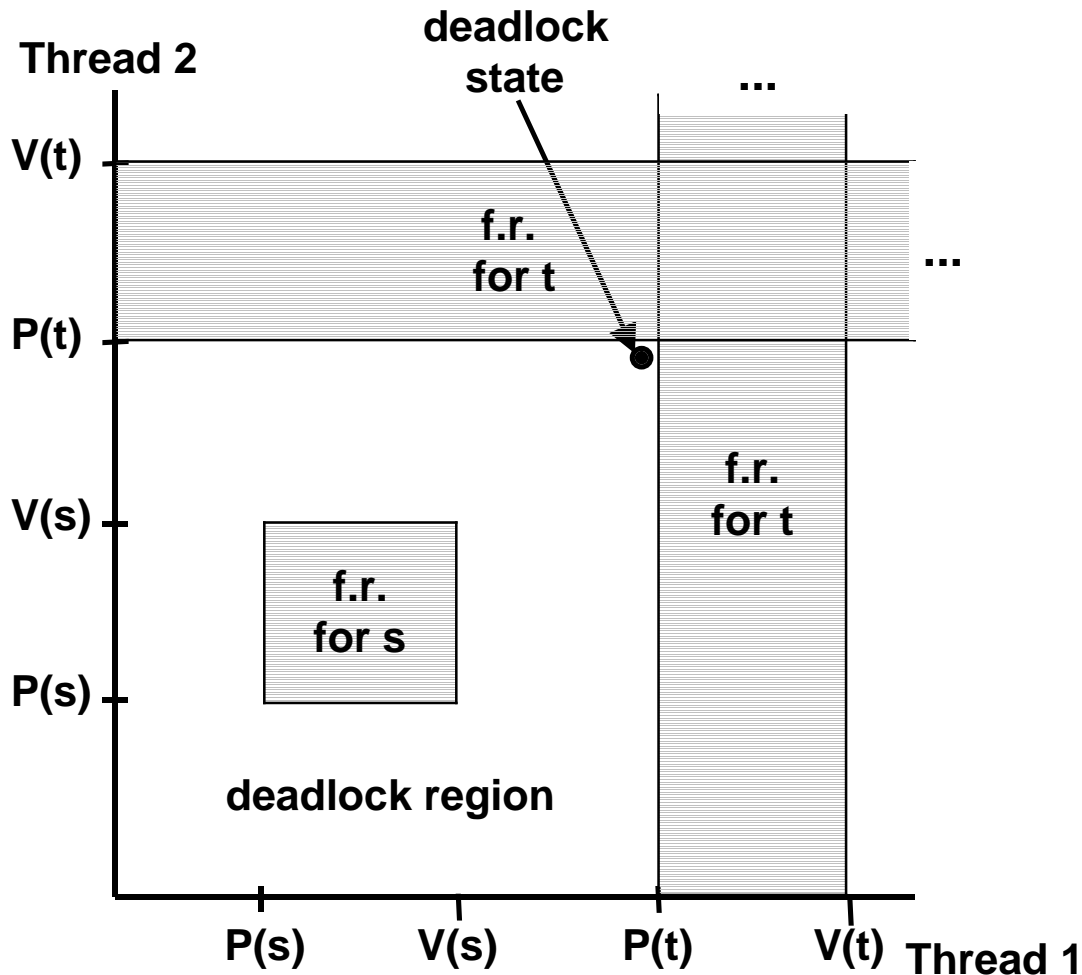 deadlock
state
Thread 2
...
V(t)
f.r.
for t
...
P(t)
f.r.
for t
V(s)
f.r.
for s
P(s)
deadlock region
P(s)
V(s)
P(t)
V(t)
Thread 1